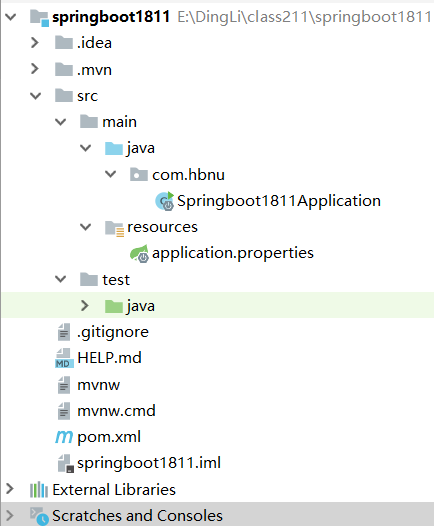 springboot1811 E:\DingLi\class211\springboot1811
.idea
.mvn
src
main
java
com.hbnu
Springboot1811Application
resources
application.properties
test
java
.gitignore
HELP.md
mvnw
mvnw.cmd
pom.xml
springboot1811.iml
External Libraries
Scratches and Consoles